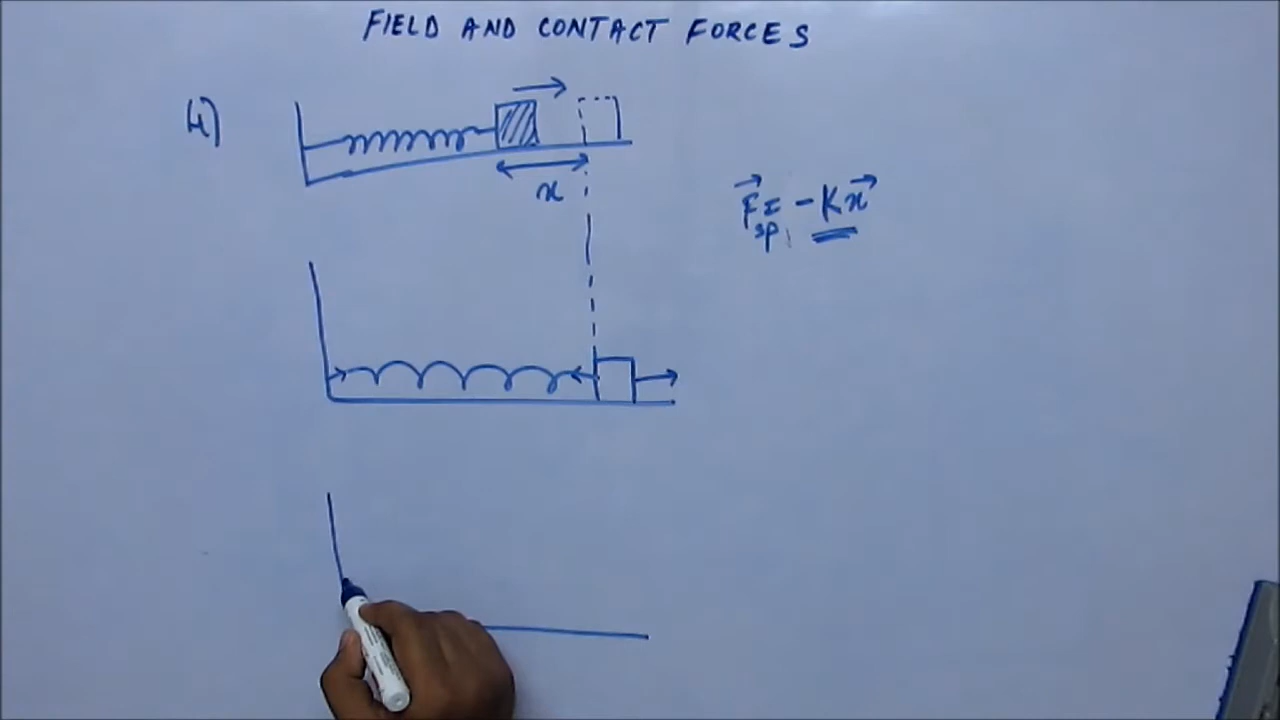 FIELD AND CONTACT FORCES
4)
x
F⃗sp = -Kx⃗